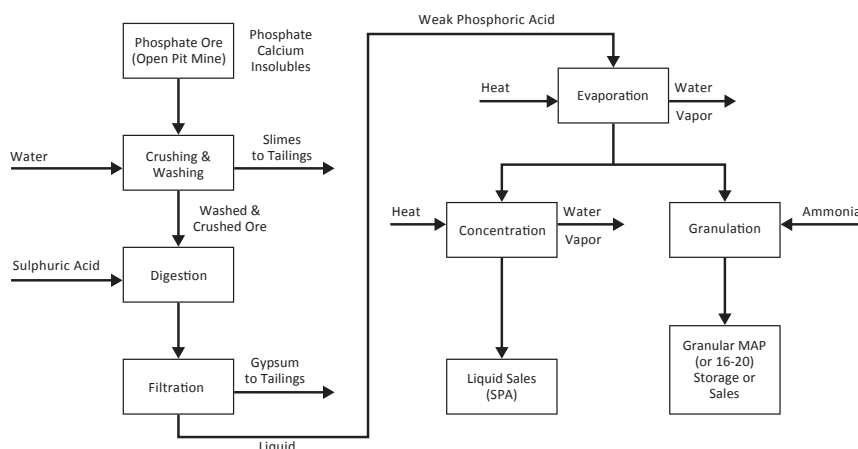 Weak Phosphoric Acid
Phosphate Ore
(Open Pit Mine)
Phosphate
Calcium
Insolubles
Water
Crushing &
Washing
Slimes
to Tailings
Washed &
Crushed Ore
Sulphuric Acid
Digestion
Filtration
Gypsum
to Tailings
Liquid
Heat
Evaporation
Water
Vapor
Heat
Concentration
Water
Vapor
Granulation
Ammonia
Liquid Sales
(SPA)
Granular MAP
(or 16-20)
Storage or
Sales